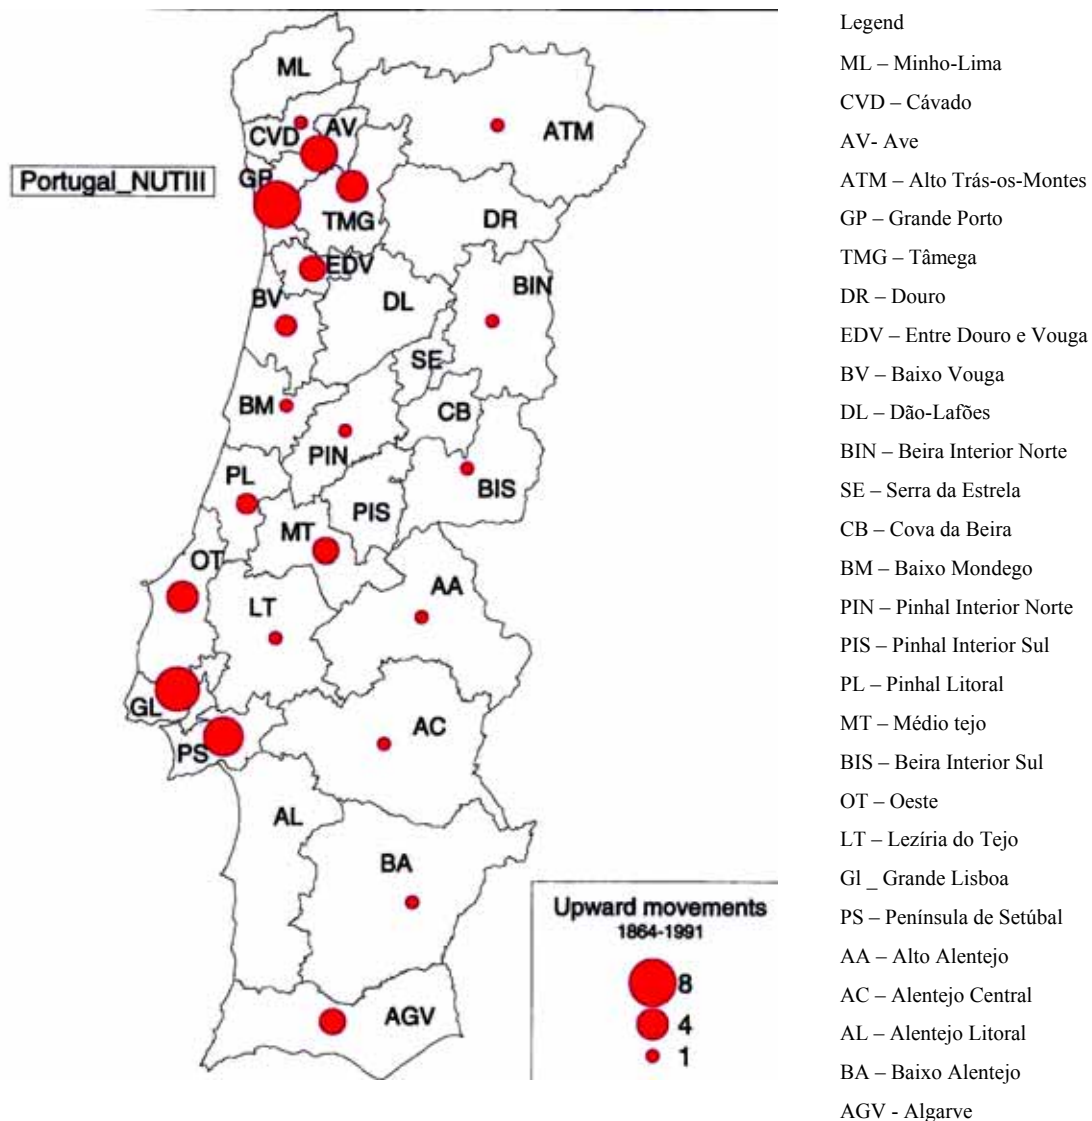 ML
CVD
AV
ATM
Portugal_NUTIII
GP
TMG
DR
EDV
BIN
BV
DL
SE
BM
CB
PIN
PL
BIS
PIS
MT
OT
AA
LT
GL
AC
PS
AL
BA
AGV
Upward movements
1864-1991
8
4
1
Legend
ML – Minho-Lima
CVD – Cávado
AV- Ave
ATM – Alto Trás-os-Montes
GP – Grande Porto
TMG – Tâmega
DR – Douro
EDV – Entre Douro e Vouga
BV – Baixo Vouga
DL – Dão-Lafões
BIN – Beira Interior Norte
SE – Serra da Estrela
CB – Cova da Beira
BM – Baixo Mondego
PIN – Pinhal Interior Norte
PIS – Pinhal Interior Sul
PL – Pinhal Litoral
MT – Médio tejo
BIS – Beira Interior Sul
OT – Oeste
LT – Lezíria do Tejo
Gl _ Grande Lisboa
PS – Península de Setúbal
AA – Alto Alentejo
AC – Alentejo Central
AL – Alentejo Litoral
BA – Baixo Alentejo
AGV - Algarve